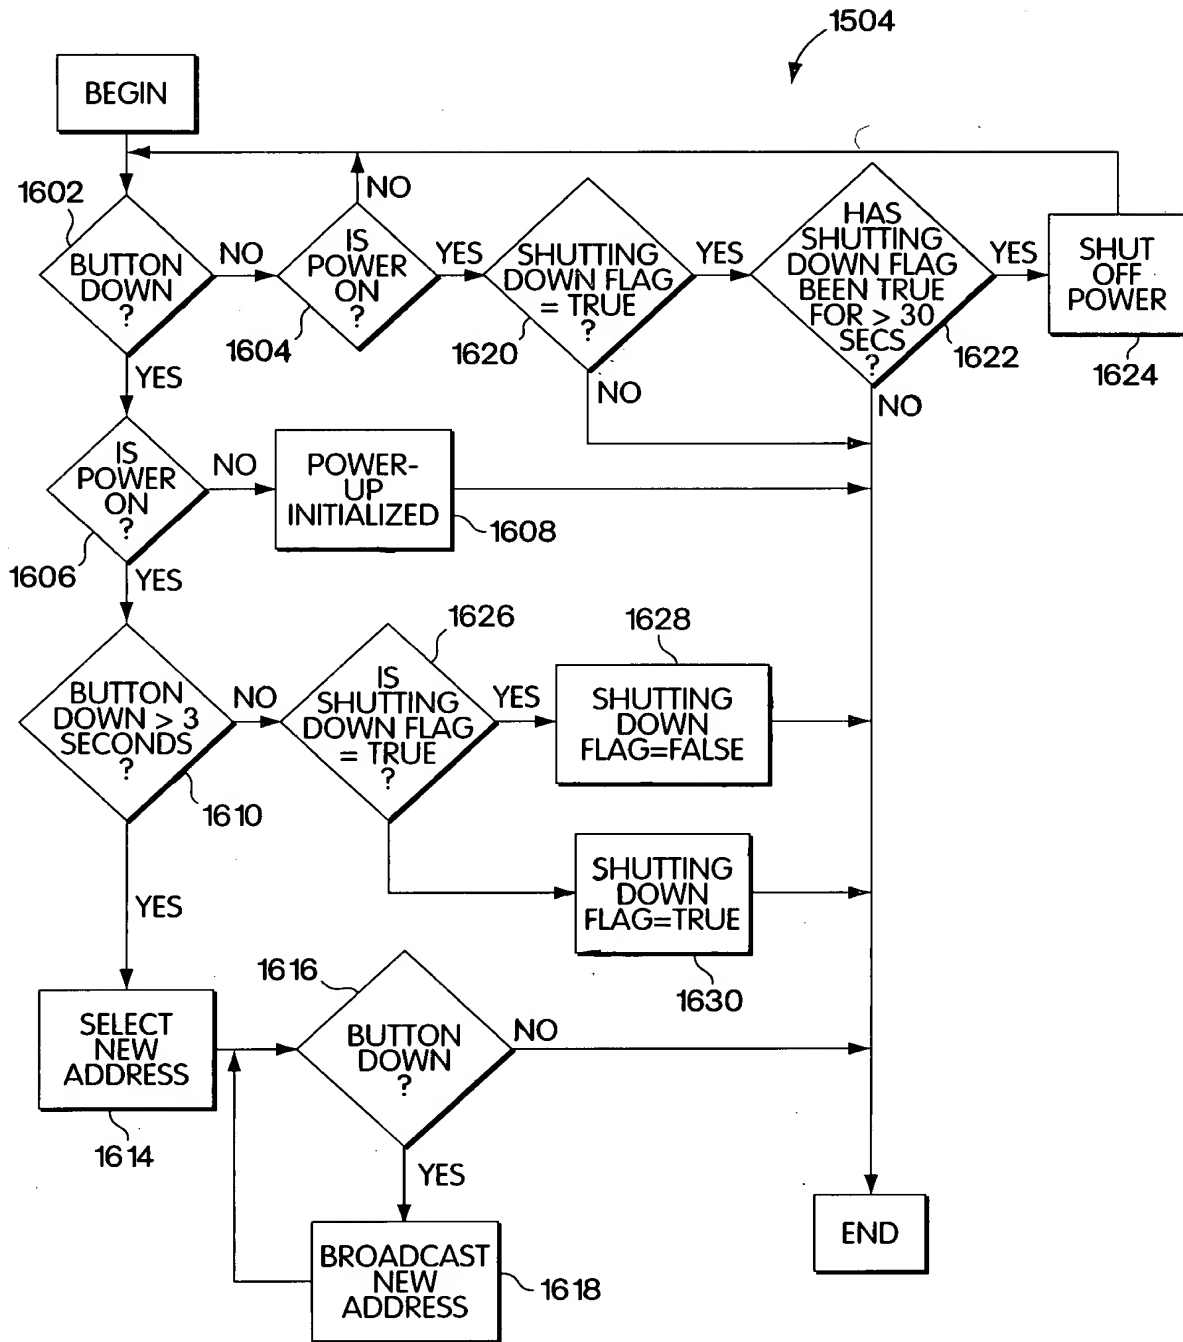 1504
BEGIN
1602
BUTTON
DOWN
?
NO
YES
IS
POWER
ON
?
1604
NO
YES
SHUTTING
DOWN FLAG
= TRUE
?
1620
YES
NO
HAS
SHUTTING
DOWN FLAG
BEEN TRUE
FOR > 30
SECS
?
1622
YES
NO
SHUT
OFF
POWER
1624
IS
POWER
ON
?
1606
NO
YES
POWER-
UP
INITIALIZED
1608
BUTTON
DOWN > 3
SECONDS
?
1610
NO
YES
1626
IS
SHUTTING
DOWN FLAG
= TRUE
?
YES
1628
SHUTTING
DOWN
FLAG=FALSE
SHUTTING
DOWN
FLAG=TRUE
1630
SELECT
NEW
ADDRESS
1614
1616
BUTTON
DOWN
?
NO
YES
BROADCAST
NEW
ADDRESS
1618
END